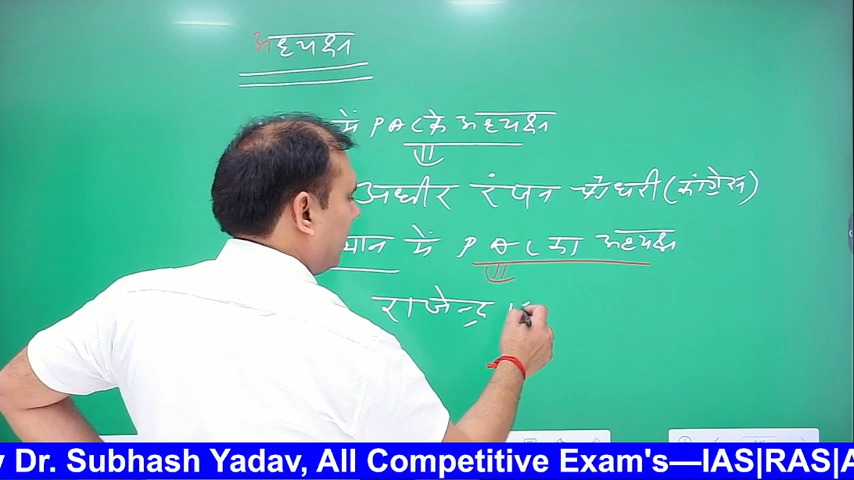 अध्यक्ष
में PAC के अध्यक्ष
अधीर रंजन चौधरी (कांग्रेस)
में PAC का अध्यक्ष
राजेन्द्र
y Dr. Subhash Yadav, All Competitive Exam's—IAS|RAS|A